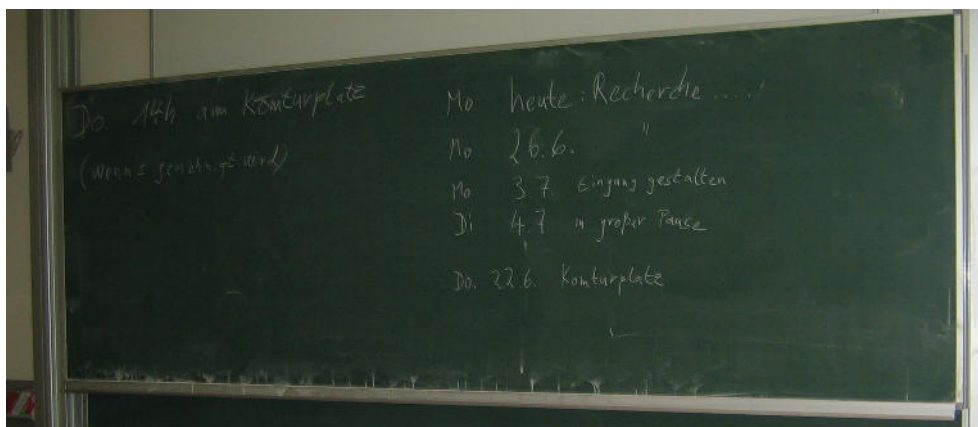 Do. 14h am Komturplatz
(wenn's genehmigt wird)
Mo heute: Recherche .....!
Mo 26.6. "
Mo 3.7. Eingang gestalten
Di 4.7 in großer Pause
Do. 22.6. Komturplatz